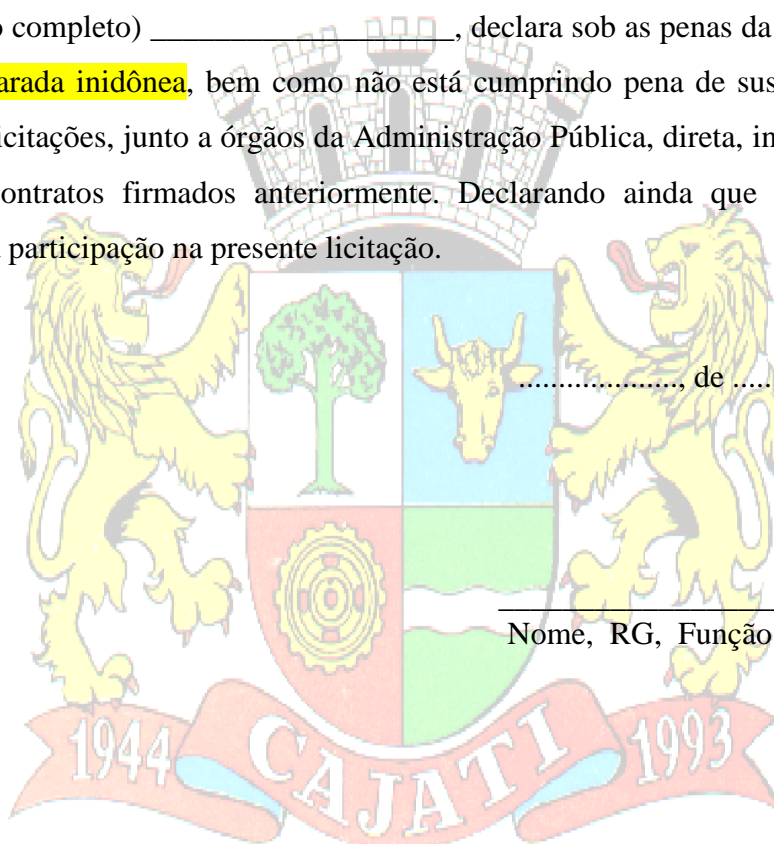 o completo) ___________________, declara sob as penas da
arada inidônea, bem como não está cumprindo pena de sus
icitações, junto a órgãos da Administração Pública, direta, in
ontratos firmados anteriormente. Declarando ainda que
participação na presente licitação.
...................., de .....
Nome, RG, Função
1944 CAJATI 1993